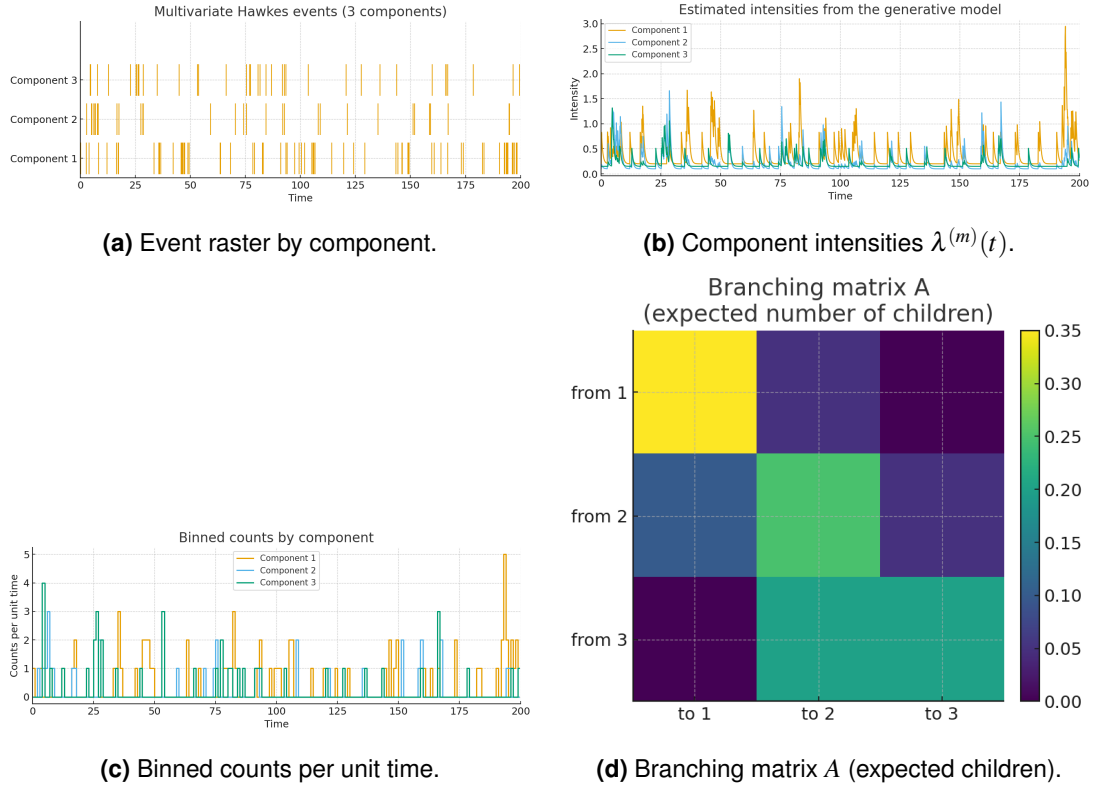 Multivariate Hawkes events (3 components)
Component 3
Component 2
Component 1
0 25 50 75 100 125 150 175 200
Time
(a) Event raster by component.
Estimated intensities from the generative model
Component 1
Component 2
Component 3
Intensity
3.0
2.5
2.0
1.5
1.0
0.5
0.0
0 25 50 75 100 125 150 175 200
Time
(b) Component intensities λ⁽ᵐ⁾(t).
Binned counts by component
Component 1
Component 2
Component 3
Counts per unit time
5
4
3
2
1
0
0 25 50 75 100 125 150 175 200
Time
(c) Binned counts per unit time.
Branching matrix A
(expected number of children)
from 1
from 2
from 3
to 1 to 2 to 3
0.35
0.30
0.25
0.20
0.15
0.10
0.05
0.00
(d) Branching matrix A (expected children).